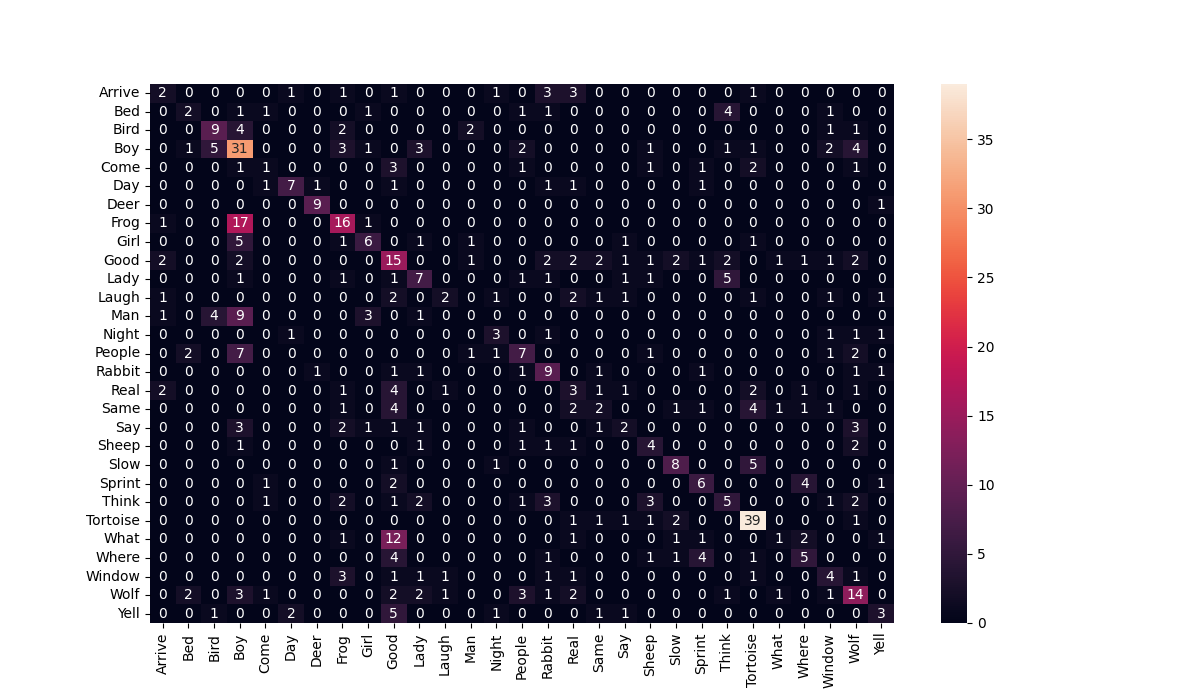 Arrive 2 0 0 0 0 1 0 1 0 1 0 0 0 1 0 3 3 0 0 0 0 0 0 1 0 0 0 0 0
Bed 0 2 0 1 1 0 0 0 1 0 0 0 0 0 1 1 0 0 0 0 0 0 4 0 0 0 1 0 0
Bird 0 0 9 4 0 0 0 2 0 0 0 0 2 0 0 0 0 0 0 0 0 0 0 0 0 0 1 1 0
Boy 0 1 5 31 0 0 0 3 1 0 3 0 0 0 2 0 0 0 0 1 0 0 1 1 0 0 2 4 0
Come 0 0 0 1 1 0 0 0 0 3 0 0 0 0 1 0 0 0 0 1 0 1 0 2 0 0 0 1 0
Day 0 0 0 0 1 7 1 0 0 1 0 0 0 0 0 1 1 0 0 0 0 1 0 0 0 0 0 0 0
Deer 0 0 0 0 0 0 9 0 0 0 0 0 0 0 0 0 0 0 0 0 0 0 0 0 0 0 0 0 1
Frog 1 0 0 17 0 0 0 16 1 0 0 0 0 0 0 0 0 0 0 0 0 0 0 0 0 0 0 0 0
Girl 0 0 0 5 0 0 0 1 6 0 1 0 1 0 0 0 0 0 1 0 0 0 0 1 0 0 0 0 0
Good 2 0 0 2 0 0 0 0 0 15 0 0 1 0 0 2 2 2 1 1 2 1 2 0 1 1 1 2 0
Lady 0 0 0 1 0 0 0 1 0 1 7 0 0 0 1 1 0 0 1 1 0 0 5 0 0 0 0 0 0
Laugh 1 0 0 0 0 0 0 0 0 2 0 2 0 1 0 0 2 1 1 0 0 0 0 1 0 0 1 0 1
Man 1 0 4 9 0 0 0 0 3 0 1 0 0 0 0 0 0 0 0 0 0 0 0 0 0 0 0 0 0
Night 0 0 0 0 0 1 0 0 0 0 0 0 0 3 0 1 0 0 0 0 0 0 0 0 0 0 1 1 1
People 0 2 0 7 0 0 0 0 0 0 0 0 1 1 7 0 0 0 0 1 0 0 0 0 0 0 1 2 0
Rabbit 0 0 0 0 0 0 1 0 0 1 1 0 0 0 1 9 0 1 0 0 0 1 0 0 0 0 0 1 1
Real 2 0 0 0 0 0 0 1 0 4 0 1 0 0 0 0 3 1 1 0 0 0 0 2 0 1 0 1 0
Same 0 0 0 0 0 0 0 1 0 4 0 0 0 0 0 0 2 2 0 0 1 1 0 4 1 1 1 0 0
Say 0 0 0 3 0 0 0 2 1 1 1 0 0 0 1 0 0 1 2 0 0 0 0 0 0 0 0 3 0
Sheep 0 0 0 1 0 0 0 0 0 0 1 0 0 0 1 1 1 0 0 4 0 0 0 0 0 0 0 2 0
Slow 0 0 0 0 0 0 0 0 0 1 0 0 0 1 0 0 0 0 0 0 8 0 0 5 0 0 0 0 0
Sprint 0 0 0 0 1 0 0 0 0 2 0 0 0 0 0 0 0 0 0 0 0 6 0 0 0 4 0 0 1
Think 0 0 0 0 1 0 0 2 0 1 2 0 0 0 1 3 0 0 0 3 0 0 5 0 0 0 1 2 0
Tortoise 0 0 0 0 0 0 0 0 0 0 0 0 0 0 0 0 1 1 1 1 2 0 0 39 0 0 0 1 0
What 0 0 0 0 0 0 0 1 0 12 0 0 0 0 0 0 1 0 0 0 1 1 0 0 1 2 0 0 1
Where 0 0 0 0 0 0 0 0 0 4 0 0 0 0 0 1 0 0 0 1 1 4 0 1 0 5 0 0 0
Window 0 0 0 0 0 0 0 3 0 1 1 1 0 0 0 1 1 0 0 0 0 0 0 1 0 0 4 1 0
Wolf 0 2 0 3 1 0 0 0 0 2 2 1 0 0 3 1 2 0 0 0 0 0 1 0 1 0 1 14 0
Yell 0 0 1 0 0 2 0 0 0 5 0 0 0 1 0 0 0 1 1 0 0 0 0 0 0 0 0 0 3
Arrive Bed Bird Boy Come Day Deer Frog Girl Good Lady Laugh Man Night People Rabbit Real Same Say Sheep Slow Sprint Think Tortoise What Where Window Wolf Yell
35
30
25
20
15
10
5
0